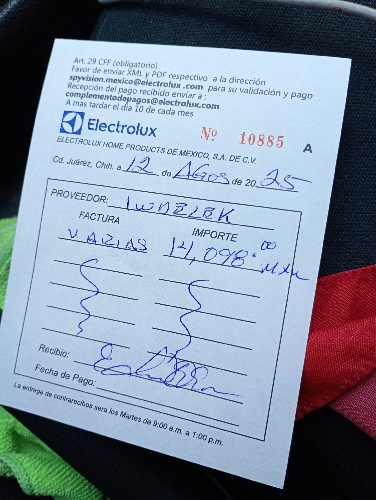 Art. 29 CFF (obligatorio)
Favor de enviar XML y PDF respectivo a la dirección
spyvision.mexico@electrolux.com para su validación y pago
Recepción del pago recibido enviar a :
complementodepagos@electrolux.com
A mas tardar el dia 10 de cada mes
Electrolux Nº 10885 A
ELECTROLUX HOME PRODUCTS DE MEXICO, S.A. DE C.V.
Cd. Juárez, Chih. a 12 de Agos de 2025
PROVEEDOR: IWDELEK
FACTURA IMPORTE
VARIAS 14,098.00 MXN
Recibio:
Fecha de Pago:
La entrega de contrarecibos sera los Martes de 9:00 a.m. a 1:00 p.m.